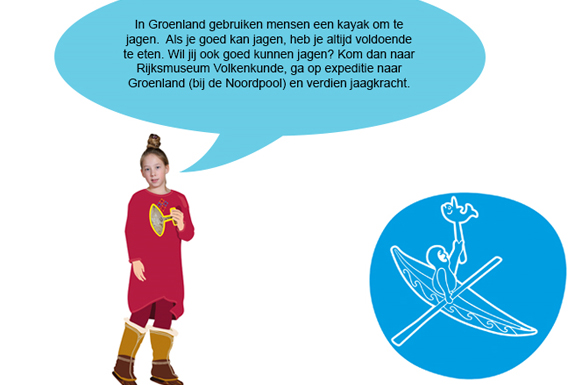 In Groenland gebruiken mensen een kayak om te
jagen.  Als je goed kan jagen, heb je altijd voldoende
te eten. Wil jij ook goed kunnen jagen? Kom dan naar
Rijksmuseum Volkenkunde, ga op expeditie naar
Groenland (bij de Noordpool) en verdien jaagkracht.